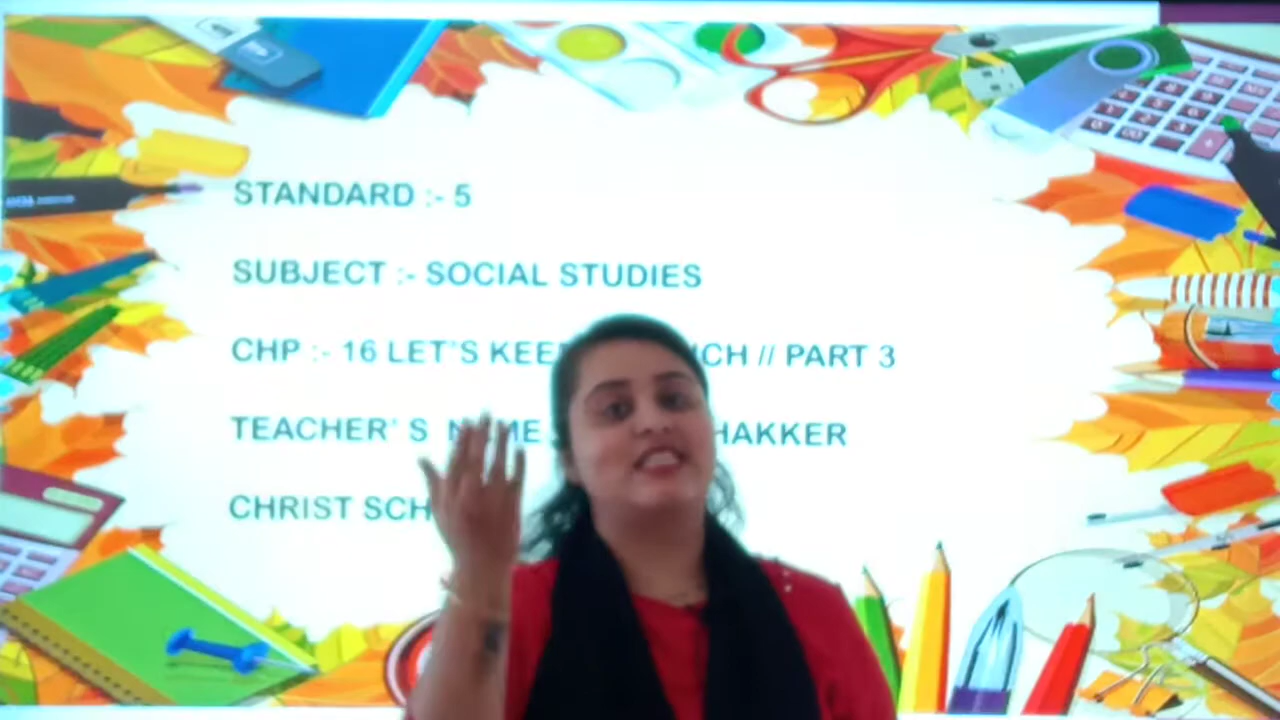 STANDARD :- 5
SUBJECT :- SOCIAL STUDIES
CHP :- 16 LET'S KEE CH // PART 3
TEACHER' S HAKKER
CHRIST SCH